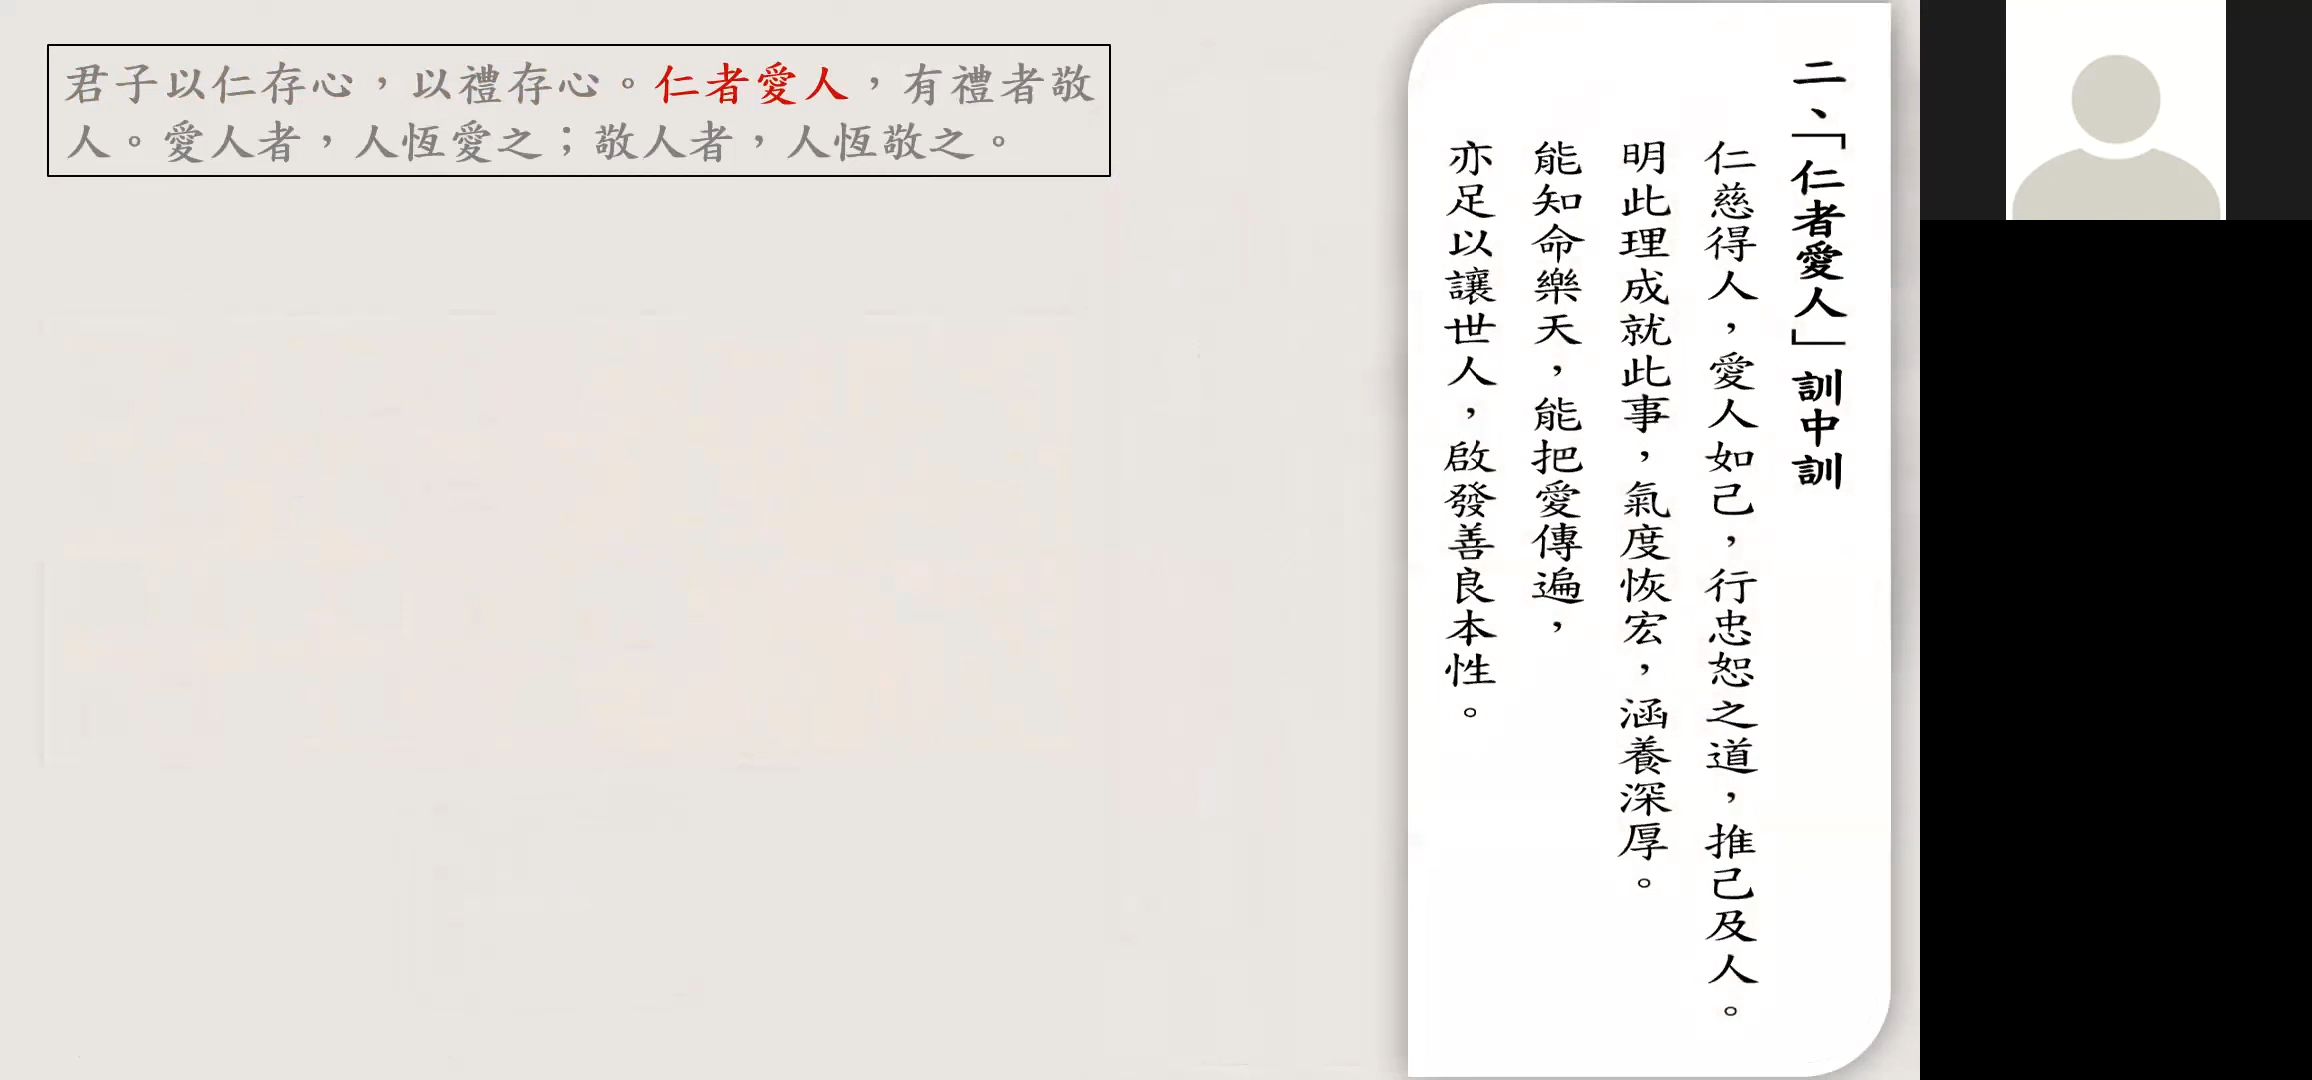 君子以仁存心，以禮存心。仁者愛人，有禮者敬
人。愛人者，人恆愛之；敬人者，人恆敬之。
二、「仁者愛人」訓中訓
仁慈得人，愛人如己，行忠恕之道，推己及人。
明此理成就此事，氣度恢宏，涵養深厚。
能知命樂天，能把愛傳遍，
亦足以讓世人，啟發善良本性。